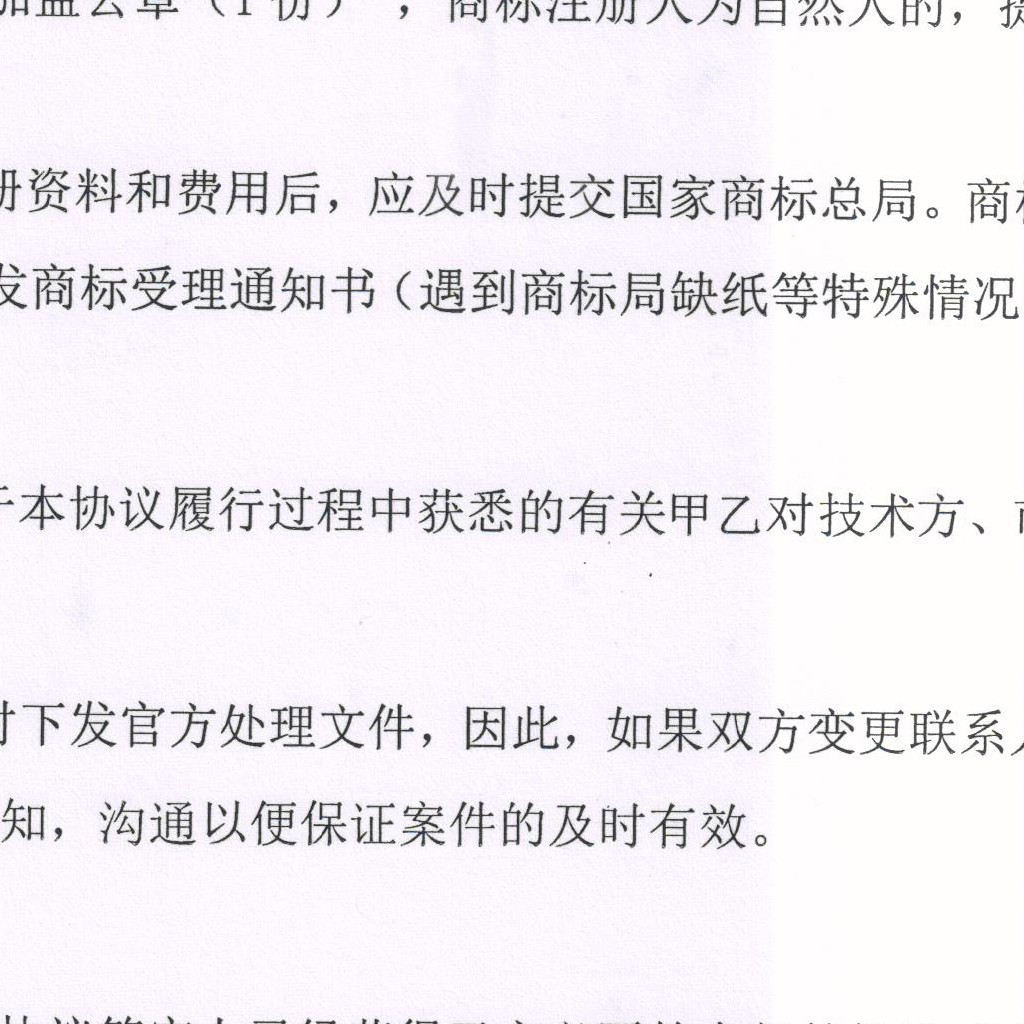 加盖公章（1份），商标注册人为自然人的，提
册资料和费用后，应及时提交国家商标总局。商标
发商标受理通知书（遇到商标局缺纸等特殊情况
于本协议履行过程中获悉的有关甲乙对技术方、商
时下发官方处理文件，因此，如果双方变更联系人
知，沟通以便保证案件的及时有效。